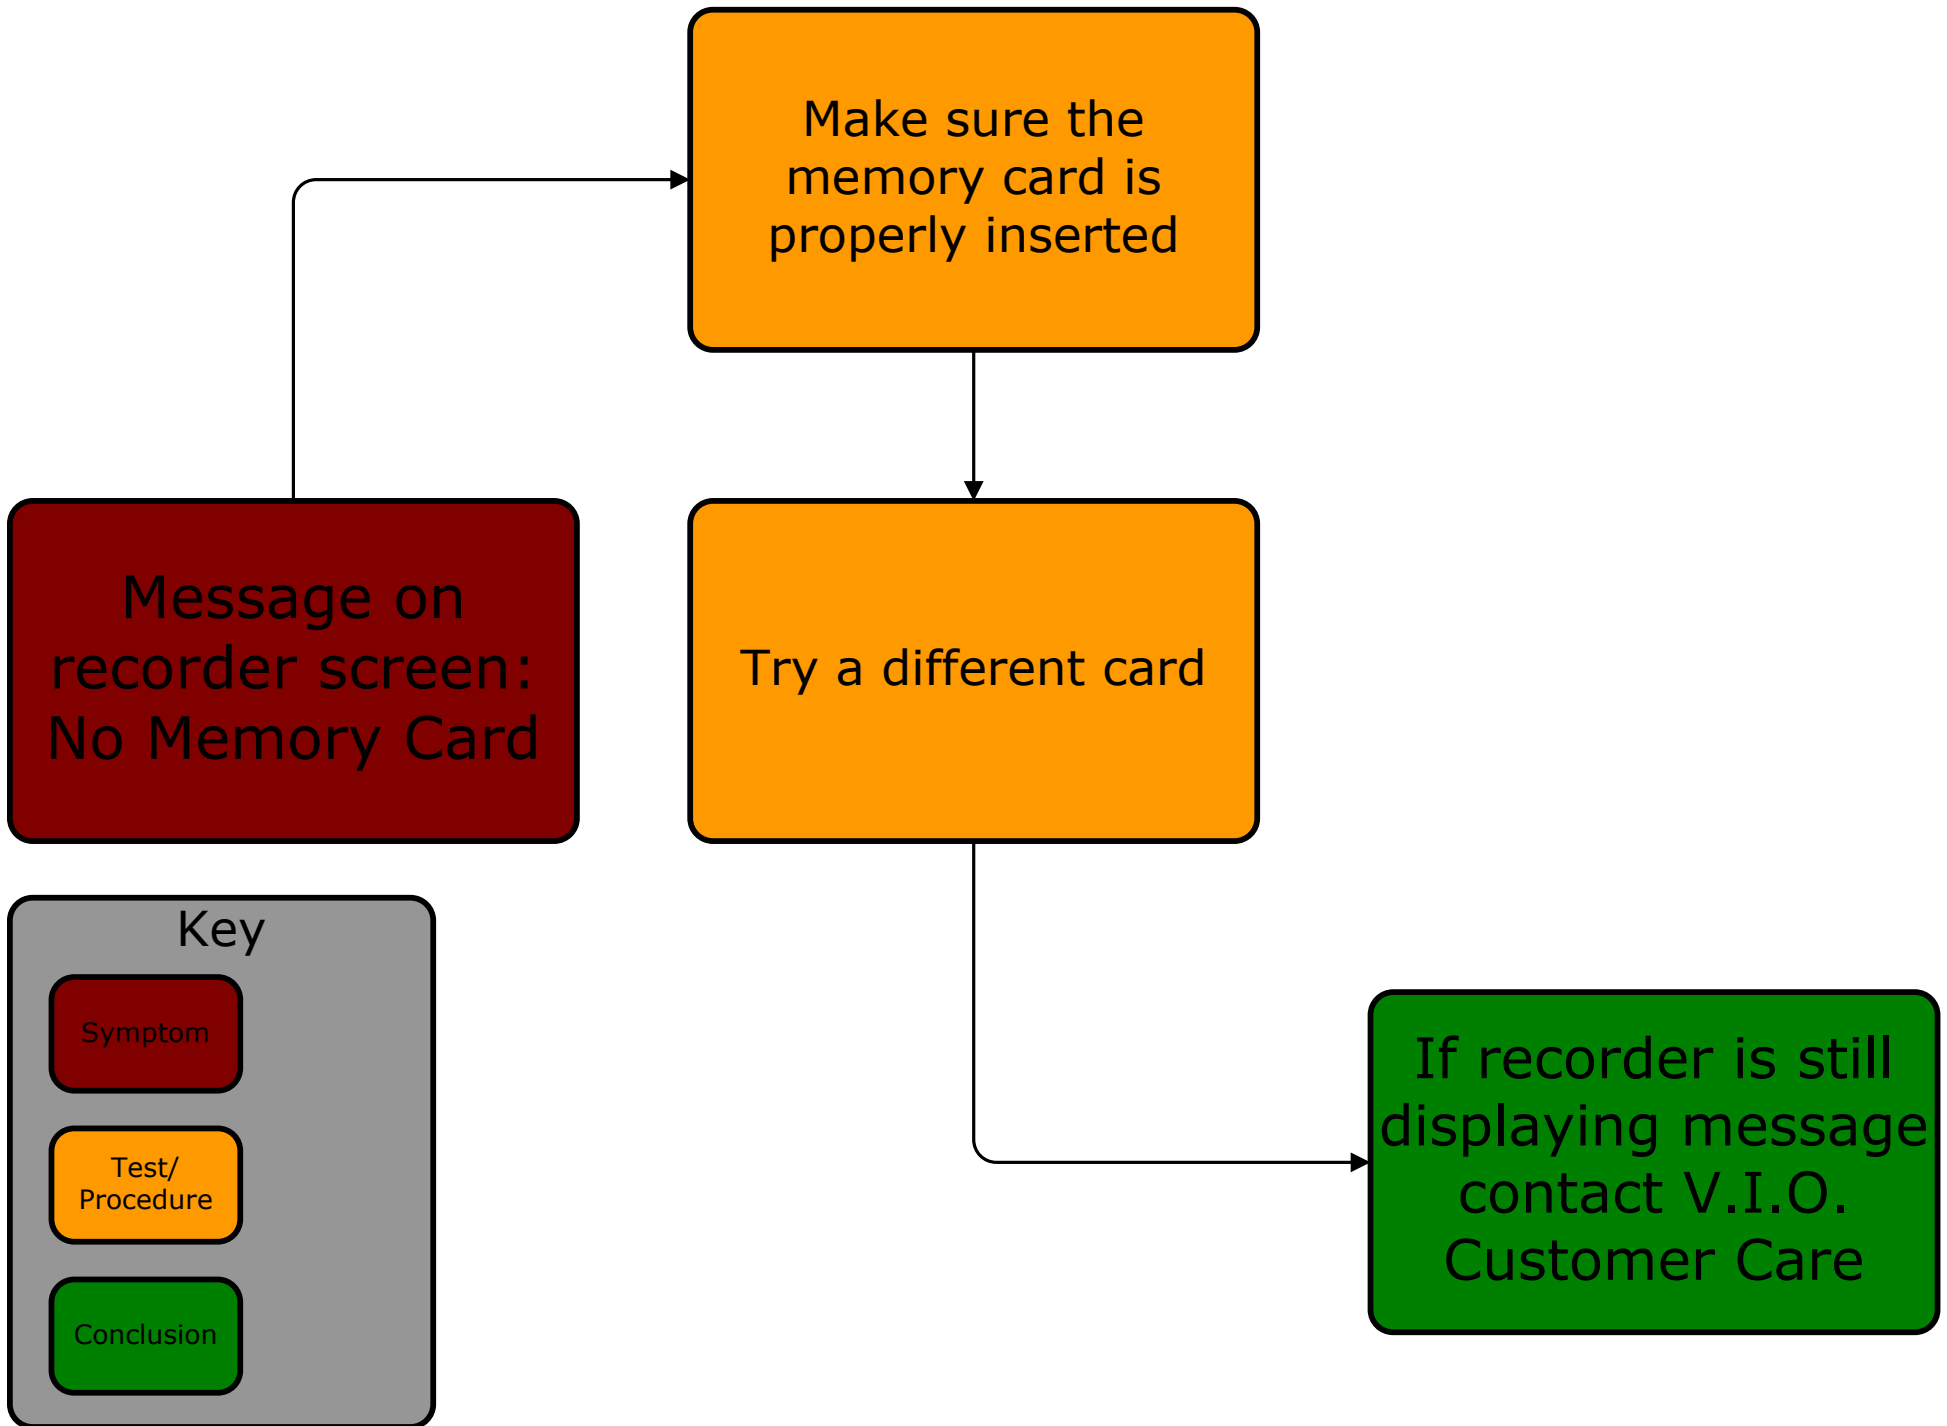 Make sure the
memory card is
properly inserted
Message on
recorder screen:
No Memory Card
Try a different card
Key
Symptom
Test/
Procedure
Conclusion
If recorder is still
displaying message
contact V.I.O.
Customer Care